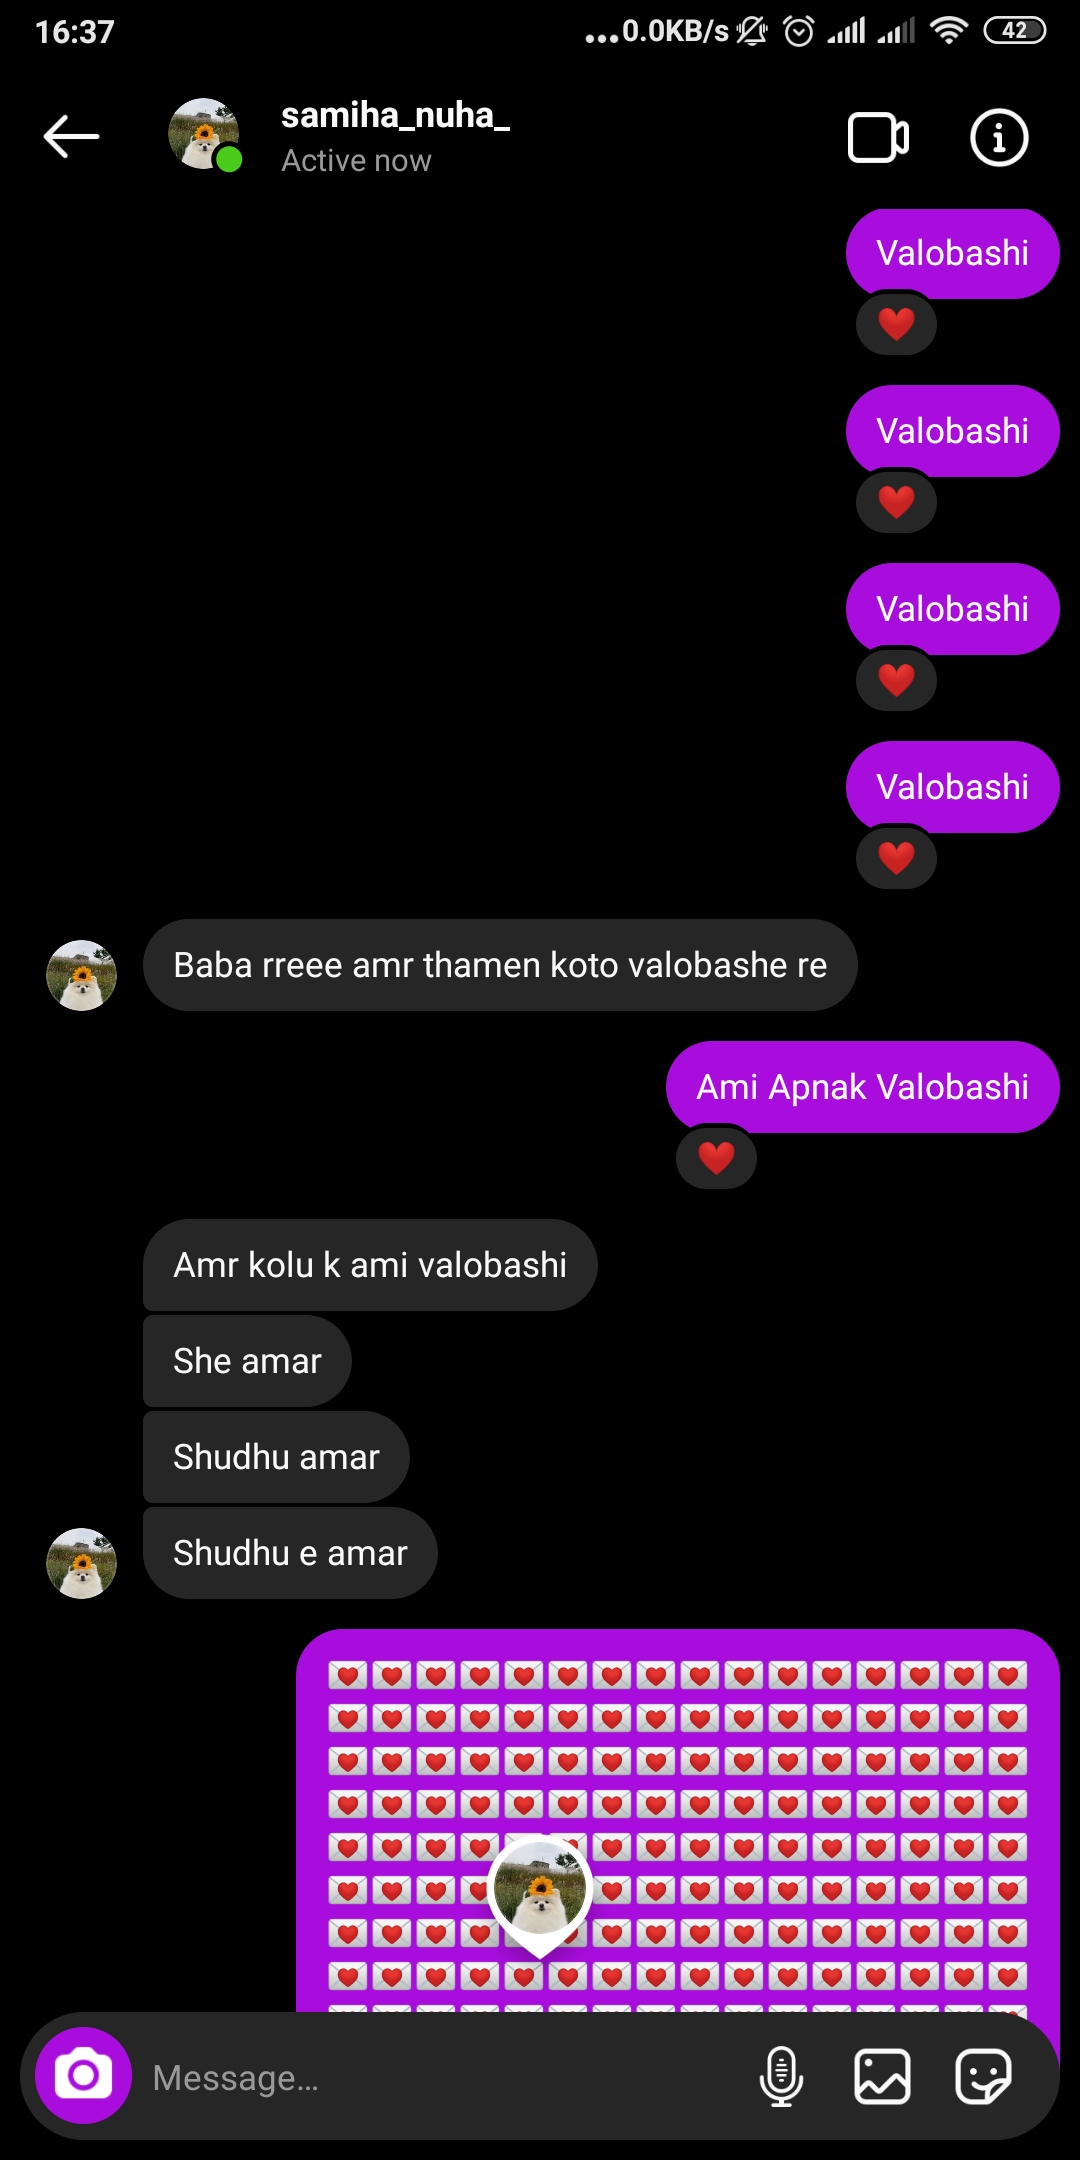 16:37 ...0.0KB/s 42
samiha_nuha_
Active now
Valobashi
Valobashi
Valobashi
Valobashi
Baba rreee amr thamen koto valobashe re
Ami Apnak Valobashi
Amr kolu k ami valobashi
She amar
Shudhu amar
Shudhu e amar
Message...